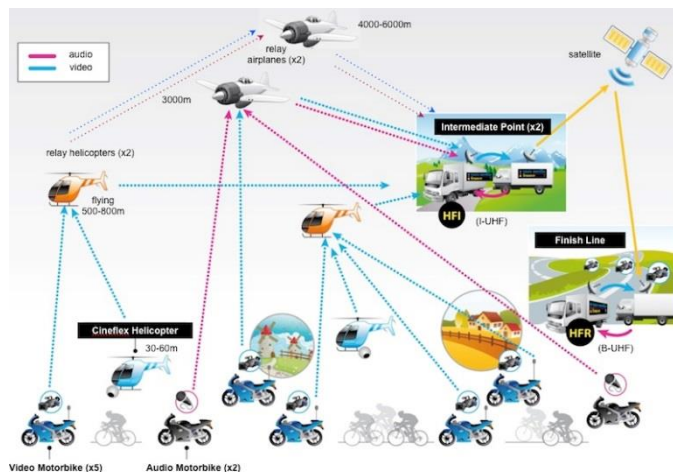 4000-6000m
audio
video
relay
airplanes (x2)
satellite
3000m
Intermediate Point (x2)
relay helicopters (x2)
flying
500-800m
HFI
(I-UHF)
Finish Line
Cineflex Helicopter
30-60m
HFR
(B-UHF)
Video Motorbike (x5)
Audio Motorbike (x2)